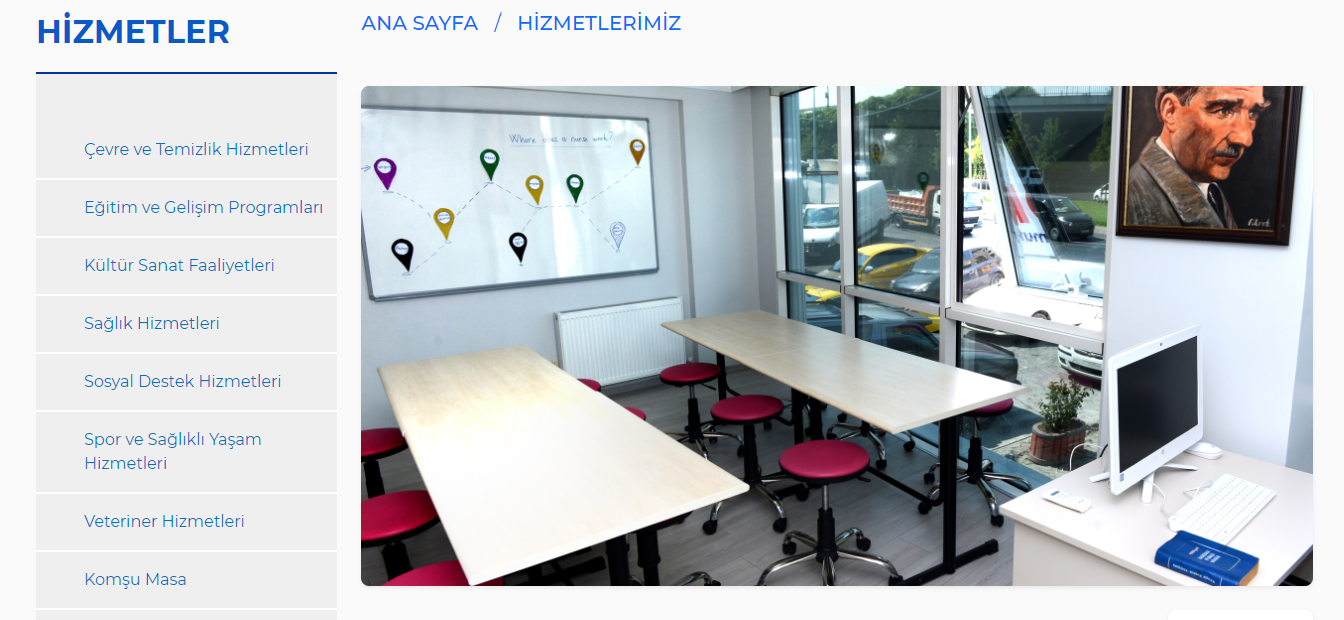 HİZMETLER
ANA SAYFA / HİZMETLERİMİZ
Çevre ve Temizlik Hizmetleri
Eğitim ve Gelişim Programları
Kültür Sanat Faaliyetleri
Sağlık Hizmetleri
Sosyal Destek Hizmetleri
Spor ve Sağlıklı Yaşam
Hizmetleri
Veteriner Hizmetleri
Komşu Masa
Where does a nurse work?